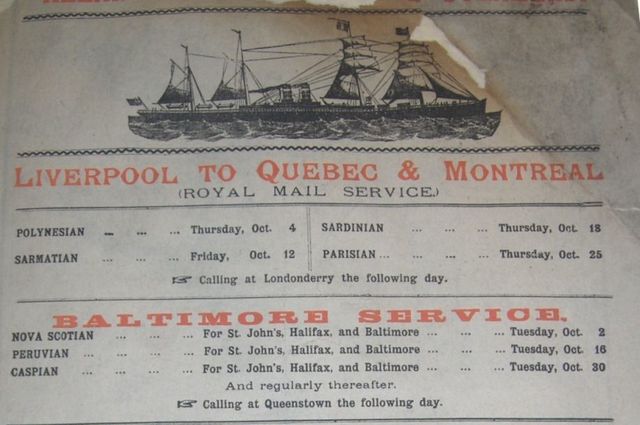 LIVERPOOL TO QUEBEC & MONTREAL
(ROYAL MAIL SERVICE.)
POLYNESIAN – ... ... Thursday, Oct. 4 SARDINIAN ... ... ... Thursday, Oct. 18
SARMATIAN ... ... ... Friday, Oct. 12 PARISIAN ... ... ... ... Thursday, Oct. 25
☞ Calling at Londonderry the following day.
BALTIMORE SERVICE.
NOVA SCOTIAN ... ... ... For St. John's, Halifax, and Baltimore ... ... ... Tuesday, Oct. 2
PERUVIAN ... ... ... ... For St. John's, Halifax, and Baltimore ... ... ... Tuesday, Oct. 16
CASPIAN ... ... ... ... For St. John's, Halifax, and Baltimore ... ... ... Tuesday, Oct. 30
And regularly thereafter.
☞ Calling at Queenstown the following day.